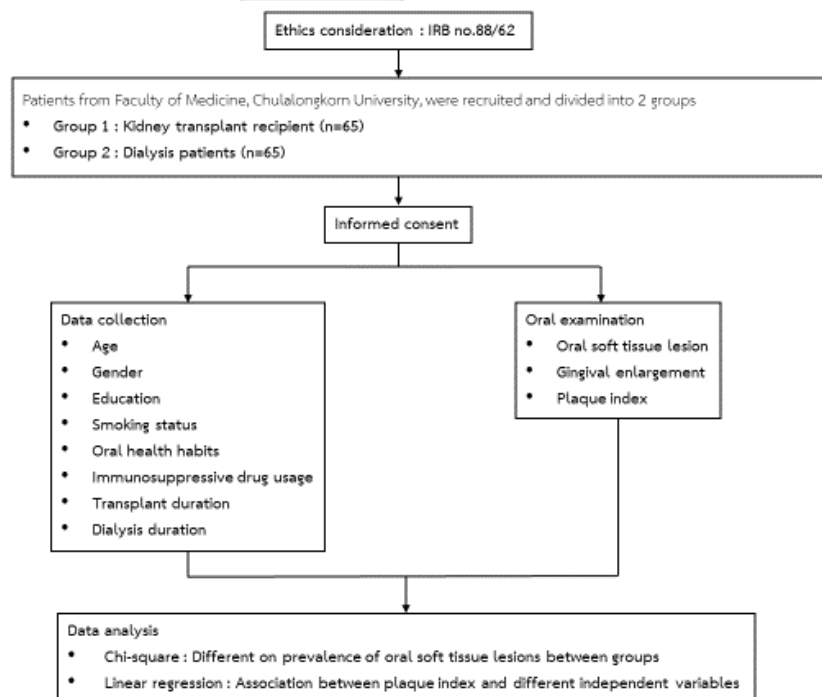 Ethics consideration : IRB no.88/62
Patients from Faculty of Medicine, Chulalongkorn University, were recruited and divided into 2 groups
• Group 1 : Kidney transplant recipient (n=65)
• Group 2 : Dialysis patients (n=65)
Informed consent
Data collection
• Age
• Gender
• Education
• Smoking status
• Oral health habits
• Immunosuppressive drug usage
• Transplant duration
• Dialysis duration
Oral examination
• Oral soft tissue lesion
• Gingival enlargement
• Plaque index
Data analysis
• Chi-square : Different on prevalence of oral soft tissue lesions between groups
• Linear regression : Association between plaque index and different independent variables